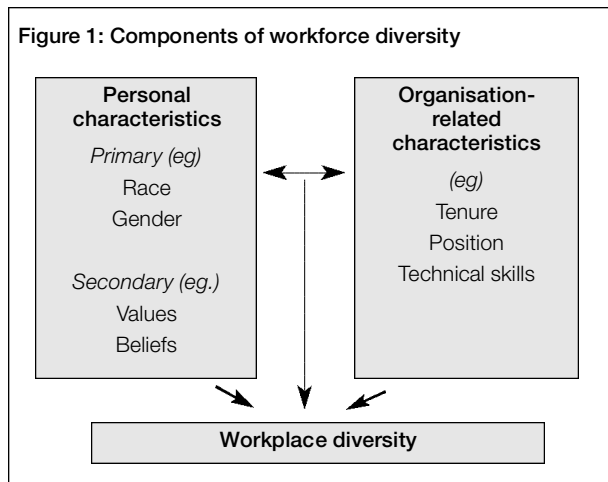 Figure 1: Components of workforce diversity
Personal
characteristics
Primary (eg)
Race
Gender
Secondary (eg.)
Values
Beliefs
Organisation-
related
characteristics
(eg)
Tenure
Position
Technical skills
Workplace diversity